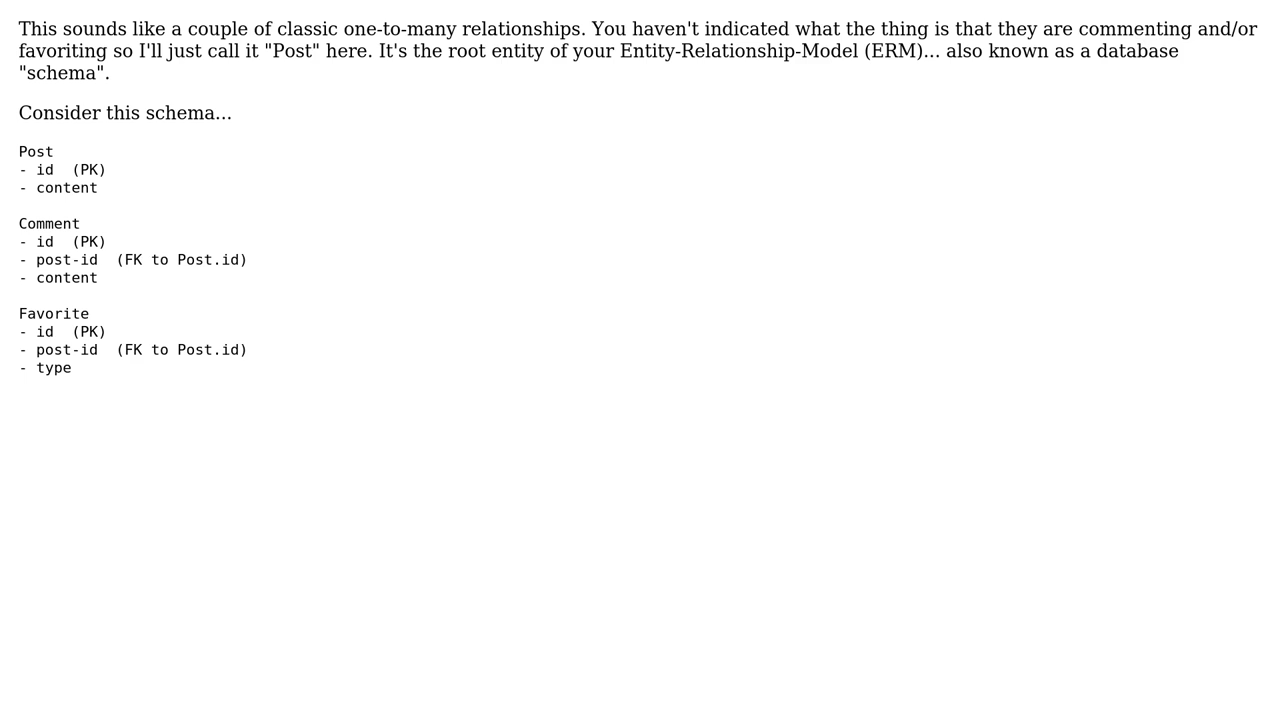 This sounds like a couple of classic one-to-many relationships. You haven't indicated what the thing is that they are commenting and/or
favoriting so I'll just call it "Post" here. It's the root entity of your Entity-Relationship-Model (ERM)... also known as a database
"schema".
Consider this schema...
Post
- id  (PK)
- content
Comment
- id  (PK)
- post-id  (FK to Post.id)
- content
Favorite
- id  (PK)
- post-id  (FK to Post.id)
- type